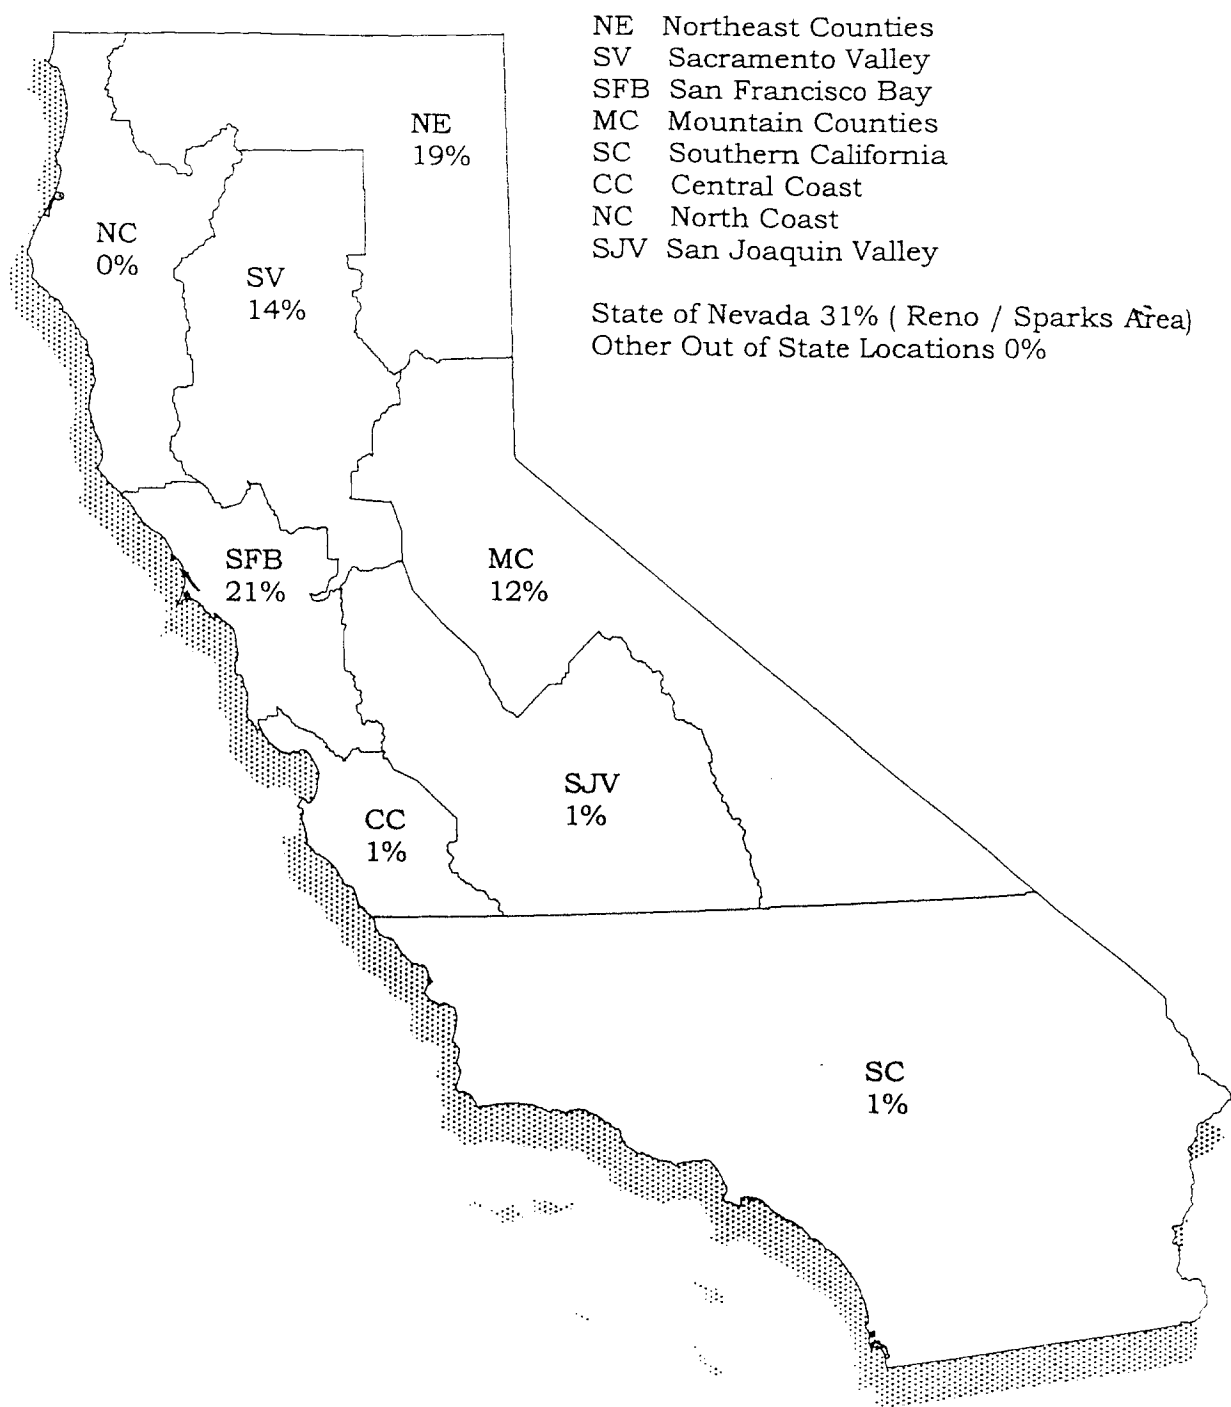 NE Northeast Counties
SV Sacramento Valley
SFB San Francisco Bay
MC Mountain Counties
SC Southern California
CC Central Coast
NC North Coast
SJV San Joaquin Valley
State of Nevada 31% ( Reno / Sparks Area)
Other Out of State Locations 0%
NE
19%
NC
0%
SV
14%
SFB
21%
MC
12%
SJV
1%
CC
1%
SC
1%